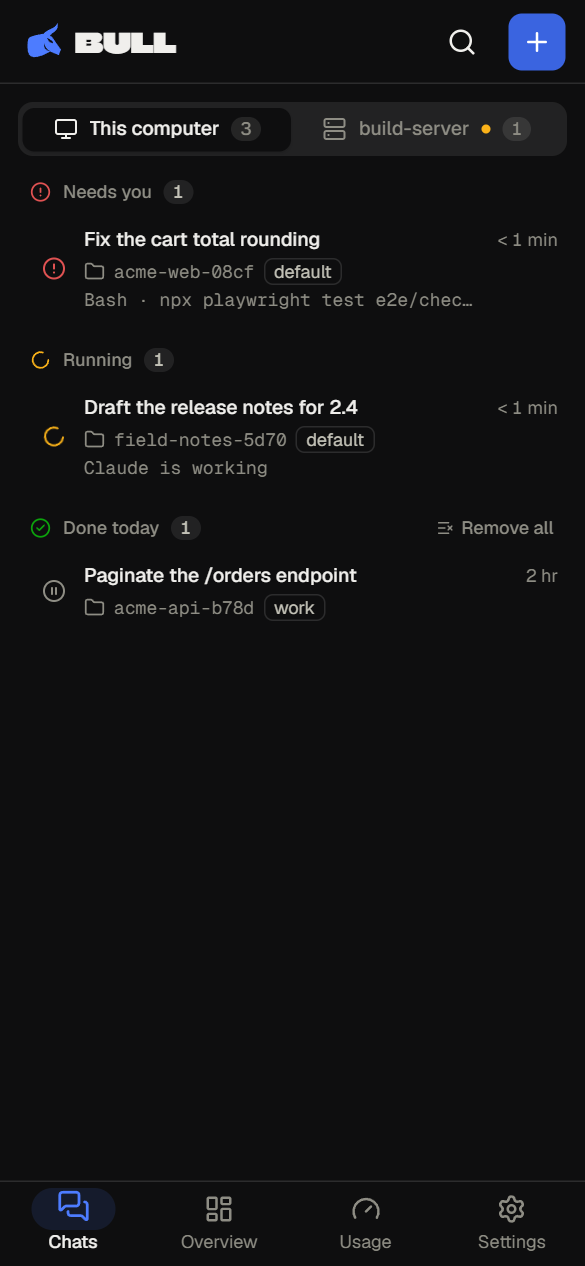 BULL
This computer 3 build-server 1
Needs you 1
Fix the cart total rounding < 1 min
acme-web-08cf default
Bash · npx playwright test e2e/chec…
Running 1
Draft the release notes for 2.4 < 1 min
field-notes-5d70 default
Claude is working
Done today 1 Remove all
Paginate the /orders endpoint 2 hr
acme-api-b78d work
Chats Overview Usage Settings